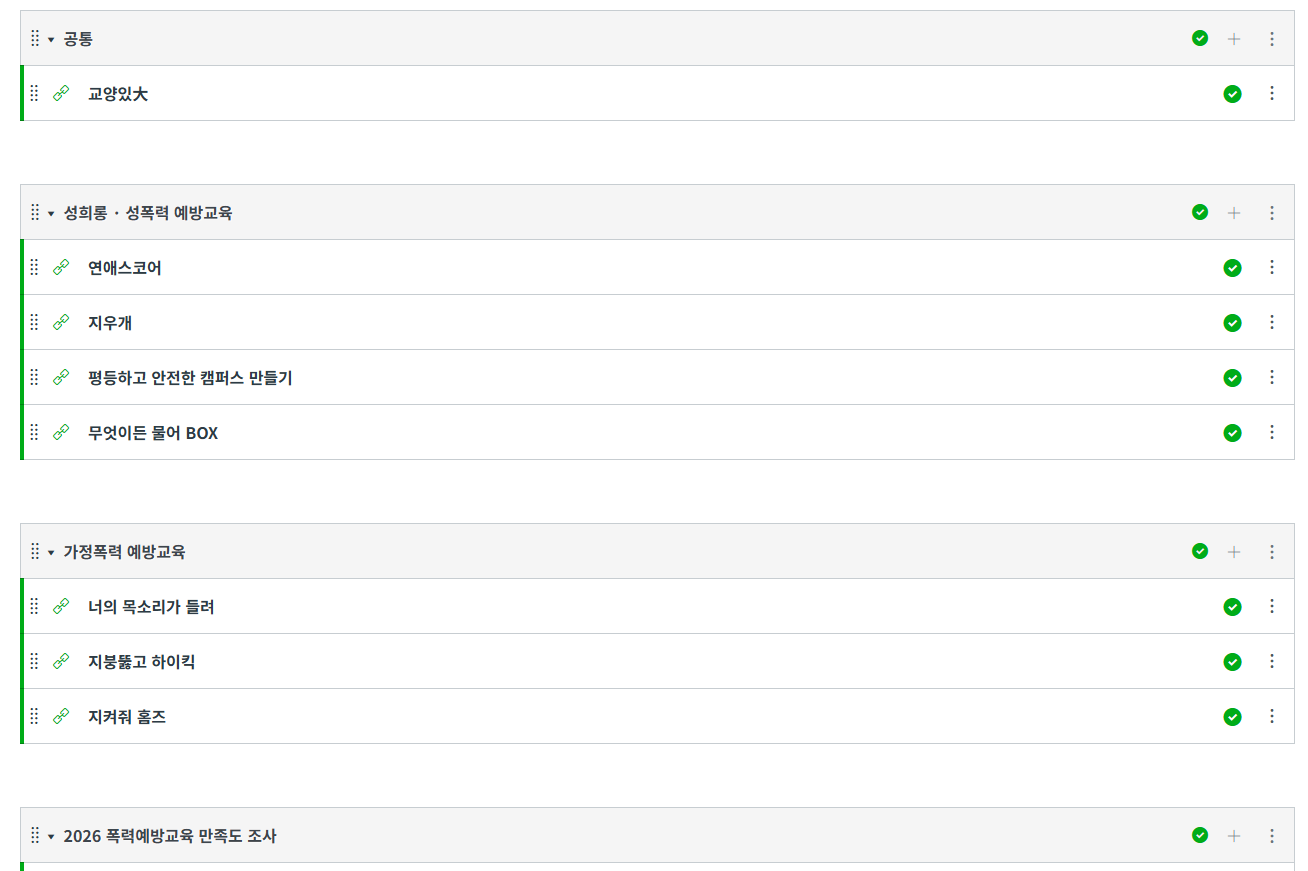 공통
교양있大
성희롱 · 성폭력 예방교육
연애스코어
지우개
평등하고 안전한 캠퍼스 만들기
무엇이든 물어 BOX
가정폭력 예방교육
너의 목소리가 들려
지붕뚫고 하이킥
지켜줘 홈즈
2026 폭력예방교육 만족도 조사